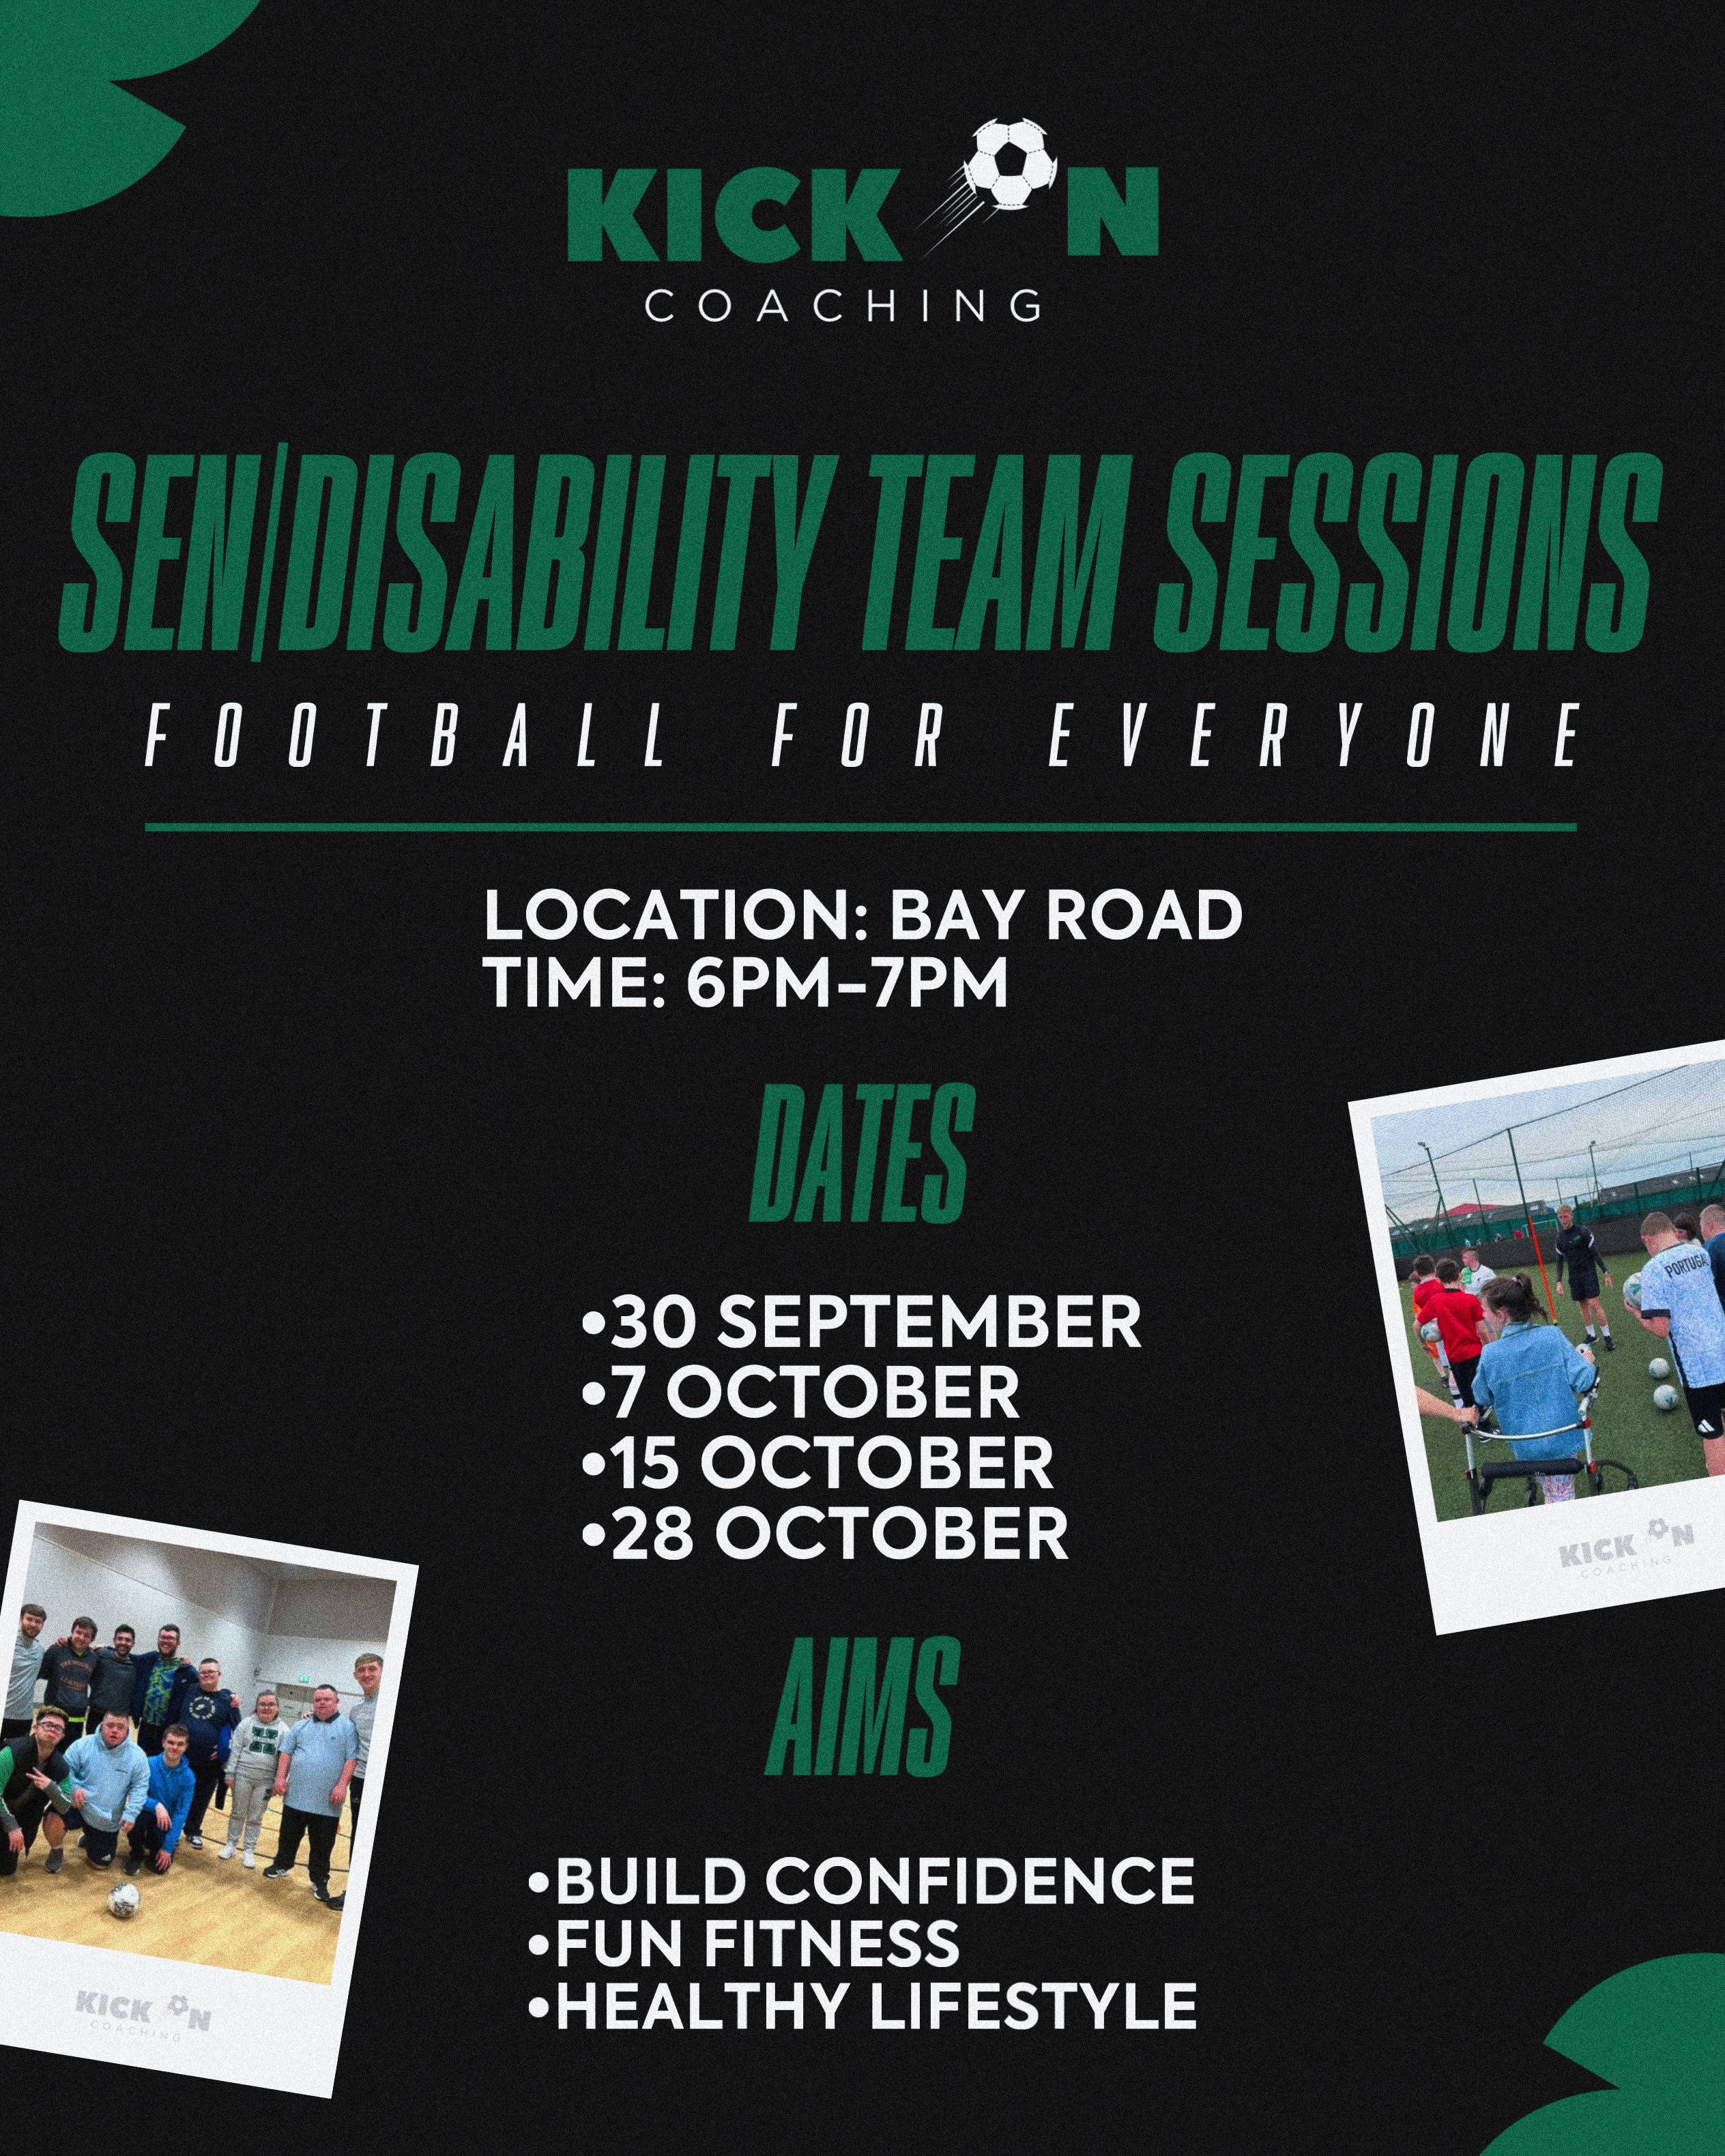 KICK ON
COACHING
SEN/DISABILITY TEAM SESSIONS
FOOTBALL FOR EVERYONE
LOCATION: BAY ROAD
TIME: 6PM-7PM
DATES
•30 SEPTEMBER
•7 OCTOBER
•15 OCTOBER
•28 OCTOBER
PORTUGAL
KICK ON
COACHING
AIMS
•BUILD CONFIDENCE
•FUN FITNESS
•HEALTHY LIFESTYLE
KICK ON
COACHING